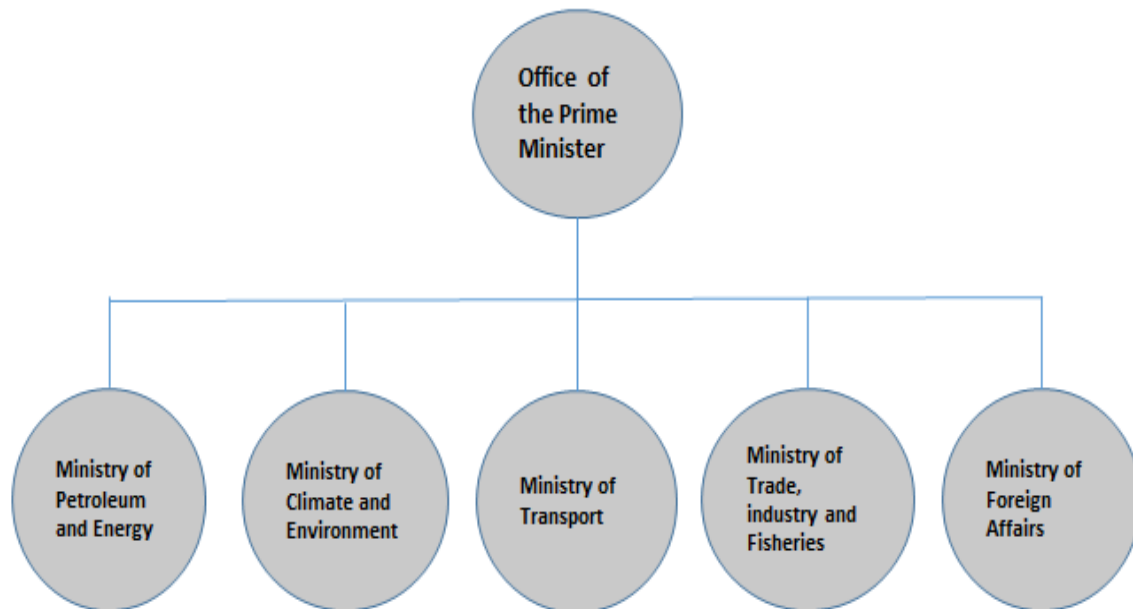 Office of
the Prime
Minister
Ministry of
Petroleum
and Energy
Ministry of
Climate and
Environment
Ministry of
Transport
Ministry of
Trade,
industry and
Fisheries
Ministry of
Foreign
Affairs